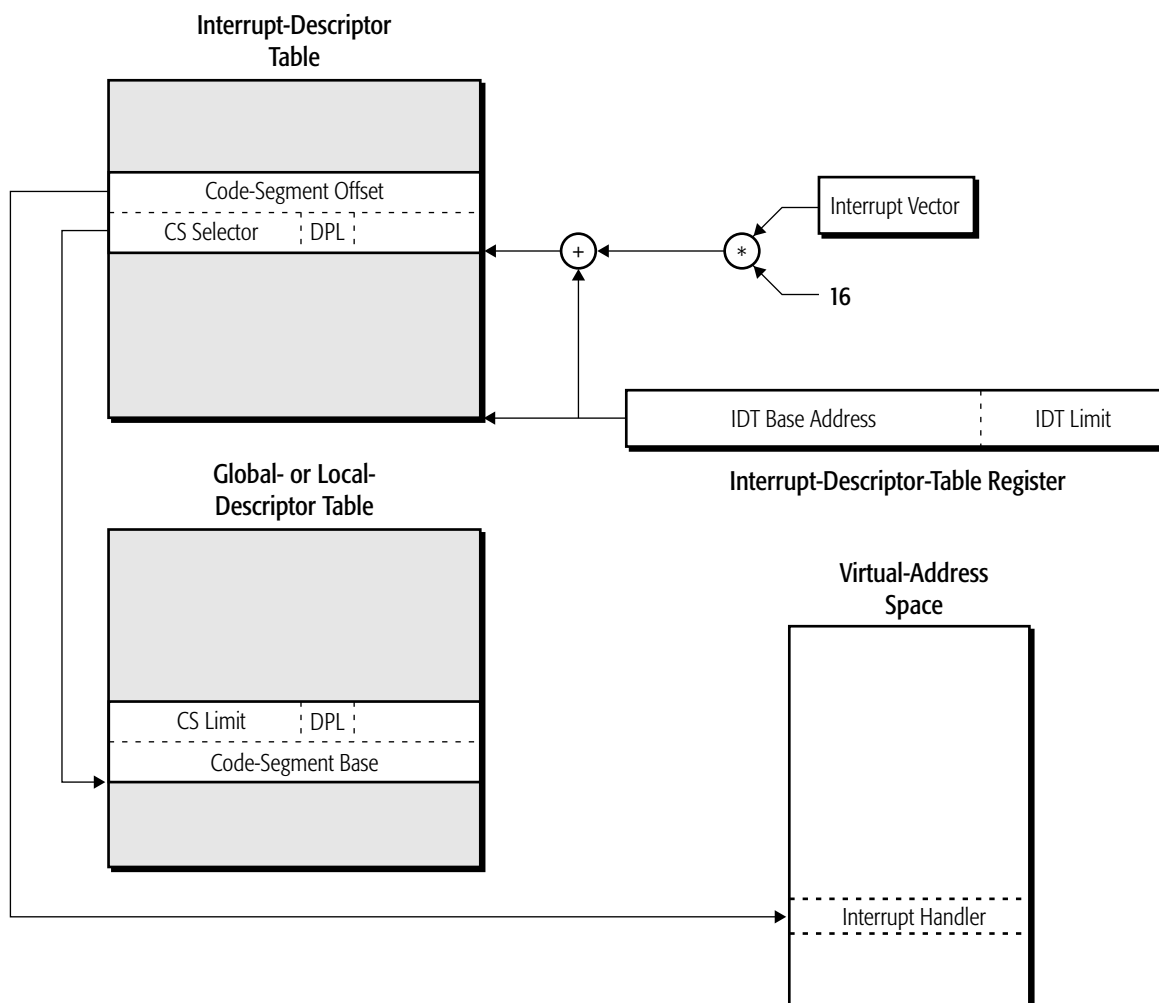 Interrupt-Descriptor
Table
Code-Segment Offset
CS Selector DPL
Interrupt Vector
+
*
16
IDT Base Address IDT Limit
Interrupt-Descriptor-Table Register
Global- or Local-
Descriptor Table
CS Limit DPL
Code-Segment Base
Virtual-Address
Space
Interrupt Handler